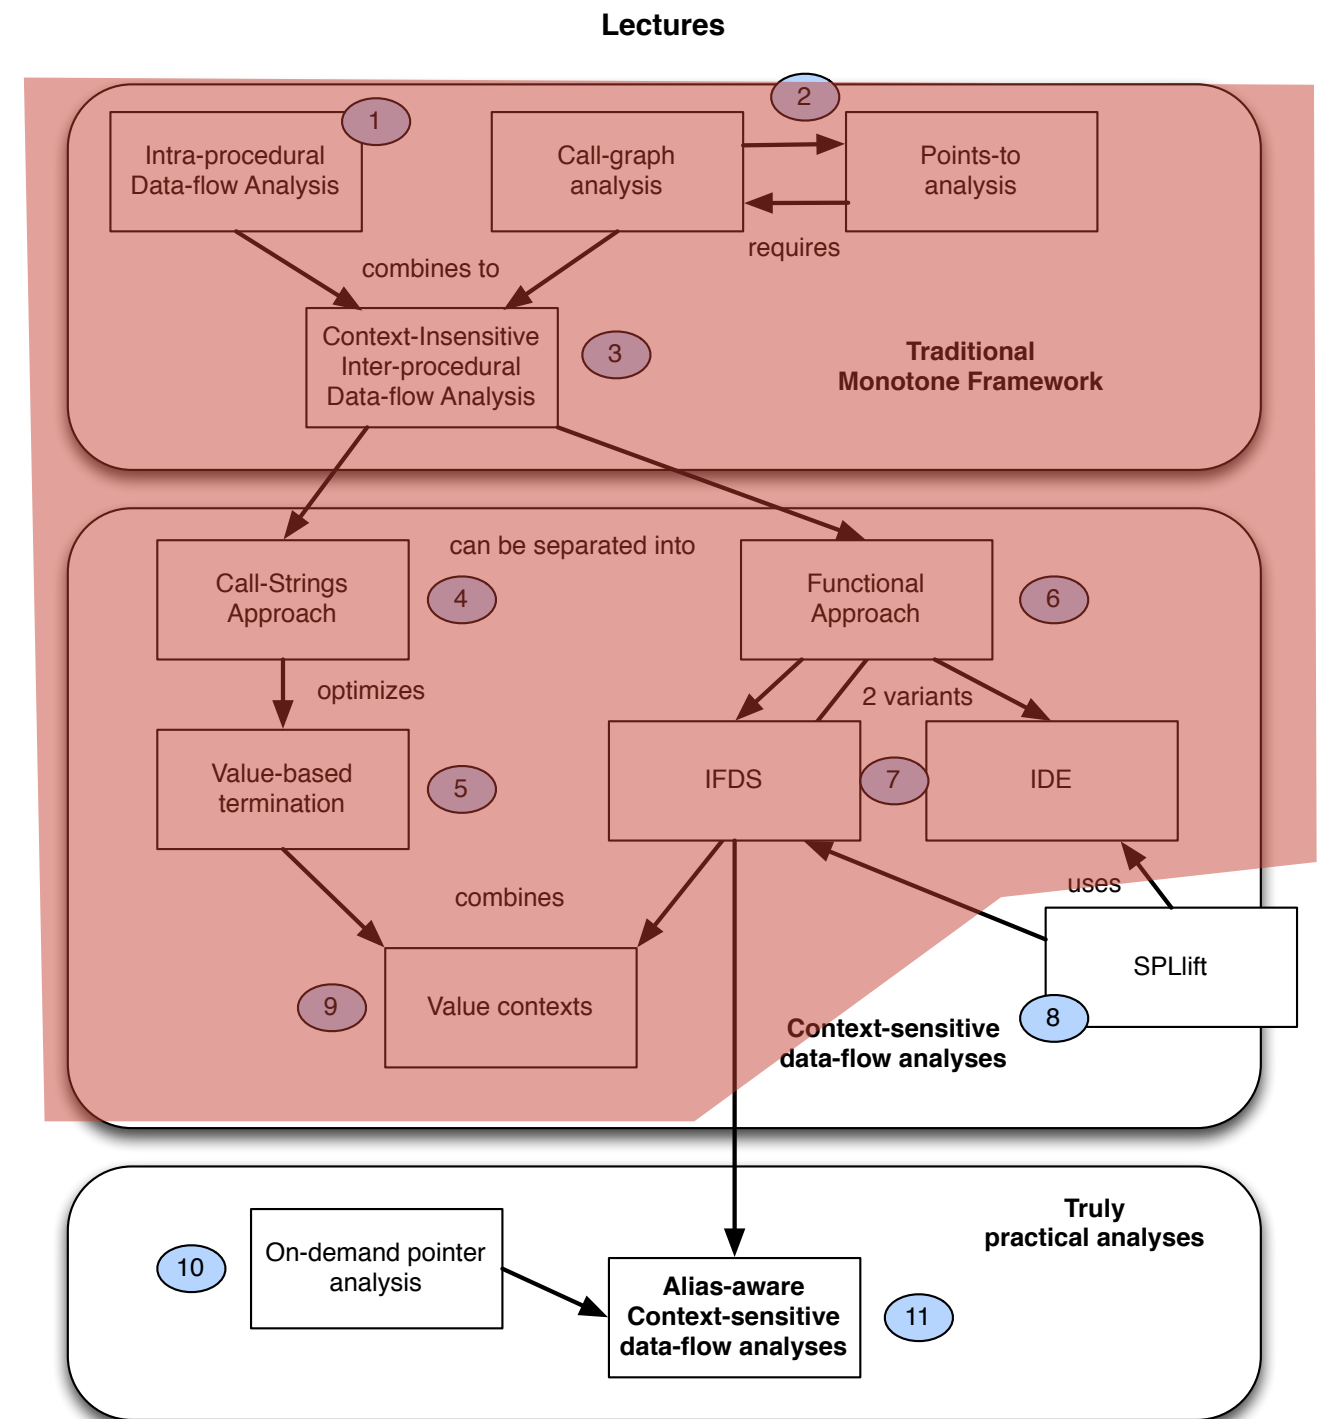 Lectures
2
1
Intra-procedural
Data-flow Analysis
Call-graph
analysis
Points-to
analysis
requires
combines to
Context-Insensitive
Inter-procedural
Data-flow Analysis
3
Traditional
Monotone Framework
can be separated into
Call-Strings
Approach
4
Functional
Approach
6
optimizes
2 variants
Value-based
termination
5
IFDS
7
IDE
uses
combines
SPLlift
9
Value contexts
8
Context-sensitive
data-flow analyses
Truly
practical analyses
10
On-demand pointer
analysis
Alias-aware
Context-sensitive
data-flow analyses
11